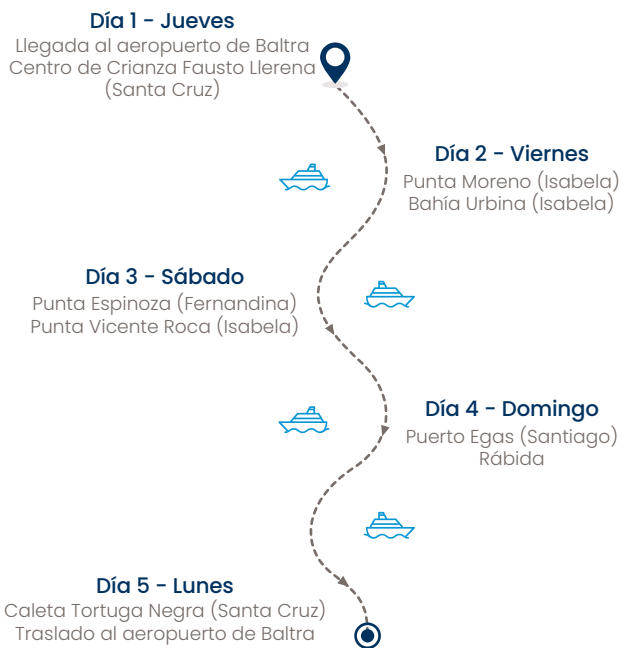 Día 1 - Jueves
Llegada al aeropuerto de Baltra
Centro de Crianza Fausto Llerena
(Santa Cruz)
Día 2 - Viernes
Punta Moreno (Isabela)
Bahía Urbina (Isabela)
Día 3 - Sábado
Punta Espinoza (Fernandina)
Punta Vicente Roca (Isabela)
Día 4 - Domingo
Puerto Egas (Santiago)
Rábida
Día 5 - Lunes
Caleta Tortuga Negra (Santa Cruz)
Traslado al aeropuerto de Baltra